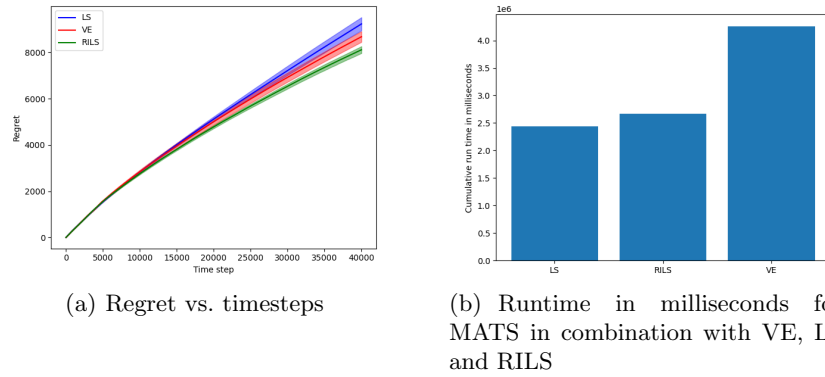 LS
VE
RILS
8000
6000
4000
2000
0
Regret
0 5000 10000 15000 20000 25000 30000 35000 40000
Time step
(a) Regret vs. timesteps
1e6
4.0
3.5
3.0
2.5
2.0
1.5
1.0
0.5
0.0
Cumulative run time in milliseconds
LS RILS VE
(b) Runtime in milliseconds
MATS in combination with VE,
and RILS